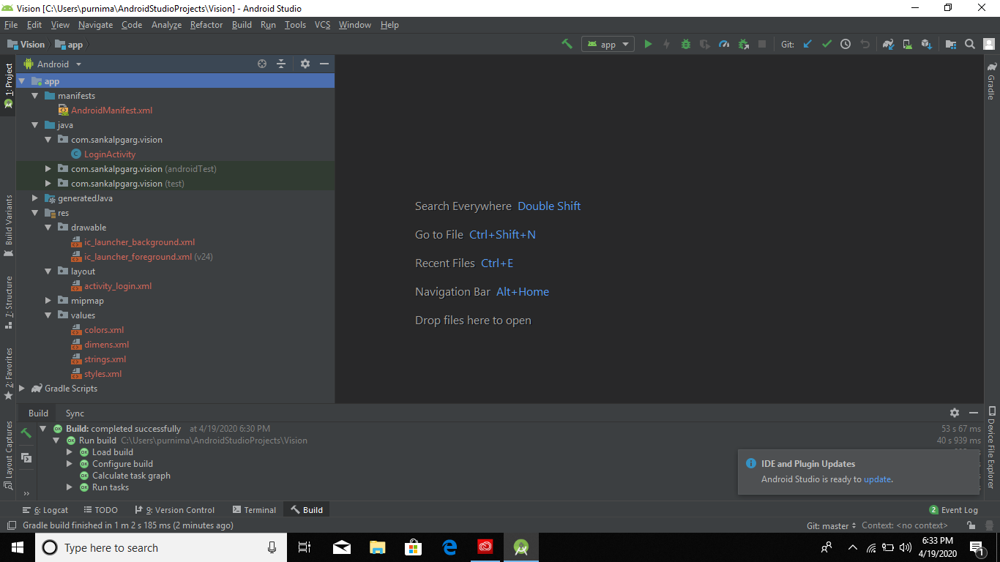 Vision [C:\Users\purnima\AndroidStudioProjects\Vision] - Android Studio
File Edit View Navigate Code Analyze Refactor Build Run Tools VCS Window Help
Vision app
app
Git:
1: Project
Build Variants
7: Structure
2: Favorites
Layout Captures
Android
app
manifests
AndroidManifest.xml
java
com.sankalpgarg.vision
LoginActivity
com.sankalpgarg.vision (androidTest)
com.sankalpgarg.vision (test)
generatedJava
res
drawable
ic_launcher_background.xml
ic_launcher_foreground.xml (v24)
layout
activity_login.xml
mipmap
values
colors.xml
dimens.xml
strings.xml
styles.xml
Gradle Scripts
Search Everywhere Double Shift
Go to File Ctrl+Shift+N
Recent Files Ctrl+E
Navigation Bar Alt+Home
Drop files here to open
Gradle
Device File Explorer
Build Sync
Build: completed successfully at 4/19/2020 6:30 PM 53 s 67 ms
Run build C:\Users\purnima\AndroidStudioProjects\Vision 40 s 939 ms
Load build
Configure build
Calculate task graph
Run tasks
IDE and Plugin Updates
Android Studio is ready to update.
6: Logcat TODO 9: Version Control Terminal Build 2 Event Log
Gradle build finished in 1 m 2 s 185 ms (2 minutes ago) Git: master Context: <no context>
Type here to search
6:33 PM
4/19/2020
1